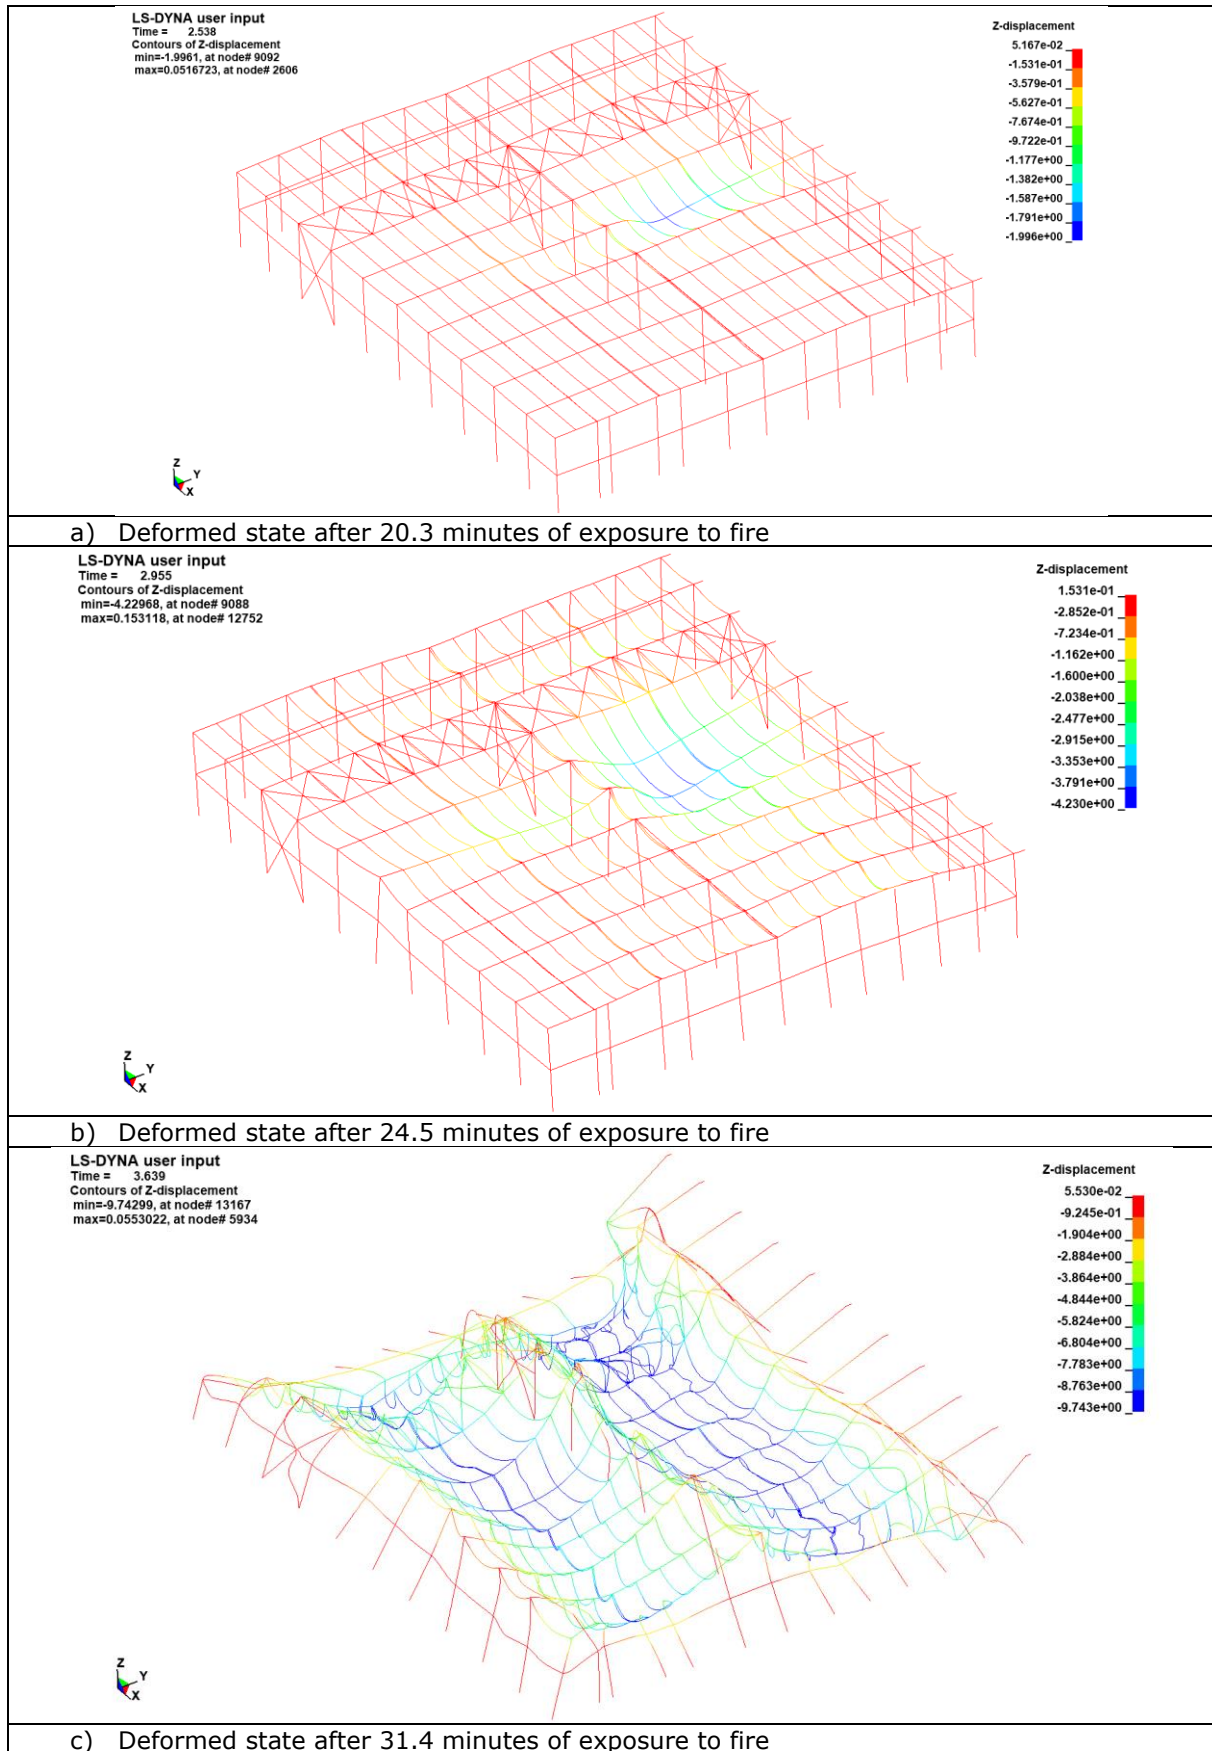 LS-DYNA user input
Time =    2.538
Contours of Z-displacement
min=-1.9961, at node# 9092
max=0.0516723, at node# 2606
Z-displacement
5.167e-02
-1.531e-01
-3.579e-01
-5.627e-01
-7.674e-01
-9.722e-01
-1.177e+00
-1.382e+00
-1.587e+00
-1.791e+00
-1.996e+00
Z
Y
X
a) Deformed state after 20.3 minutes of exposure to fire
LS-DYNA user input
Time =    2.955
Contours of Z-displacement
min=-4.22968, at node# 9088
max=0.153118, at node# 12752
Z-displacement
1.531e-01
-2.852e-01
-7.234e-01
-1.162e+00
-1.600e+00
-2.038e+00
-2.477e+00
-2.915e+00
-3.353e+00
-3.791e+00
-4.230e+00
Z
Y
X
b) Deformed state after 24.5 minutes of exposure to fire
LS-DYNA user input
Time =    3.639
Contours of Z-displacement
min=-9.74299, at node# 13167
max=0.0553022, at node# 5934
Z-displacement
5.530e-02
-9.245e-01
-1.904e+00
-2.884e+00
-3.864e+00
-4.844e+00
-5.824e+00
-6.804e+00
-7.783e+00
-8.763e+00
-9.743e+00
Z
Y
X
c) Deformed state after 31.4 minutes of exposure to fire